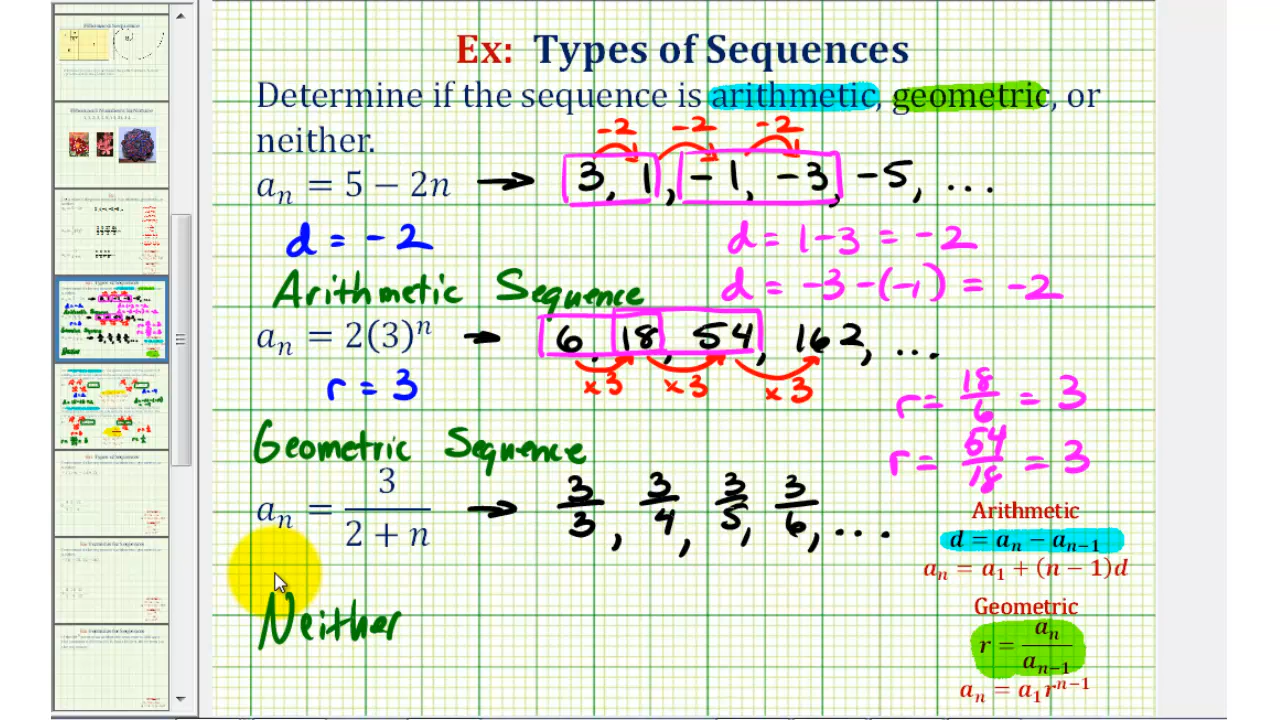 Ex: Types of Sequences
Determine if the sequence is arithmetic, geometric, or
neither.
-2 -2 -2
aₙ = 5 − 2n → 3, 1, -1, -3, -5, ...
d = -2
d = 1-3 = -2
Arithmetic Sequence
d = -3-(-1) = -2
aₙ = 2(3)ⁿ → 6, 18, 54, 162, ...
×3 ×3 ×3
r = 3
r = 18/6 = 3
Geometric Sequence
r = 54/18 = 3
aₙ = 3/(2 + n) → 3/3, 3/4, 3/5, 3/6, ...
Neither
Arithmetic
d = aₙ − aₙ₋₁
aₙ = a₁ + (n − 1)d
Geometric
r = aₙ/aₙ₋₁
aₙ = a₁rⁿ⁻¹